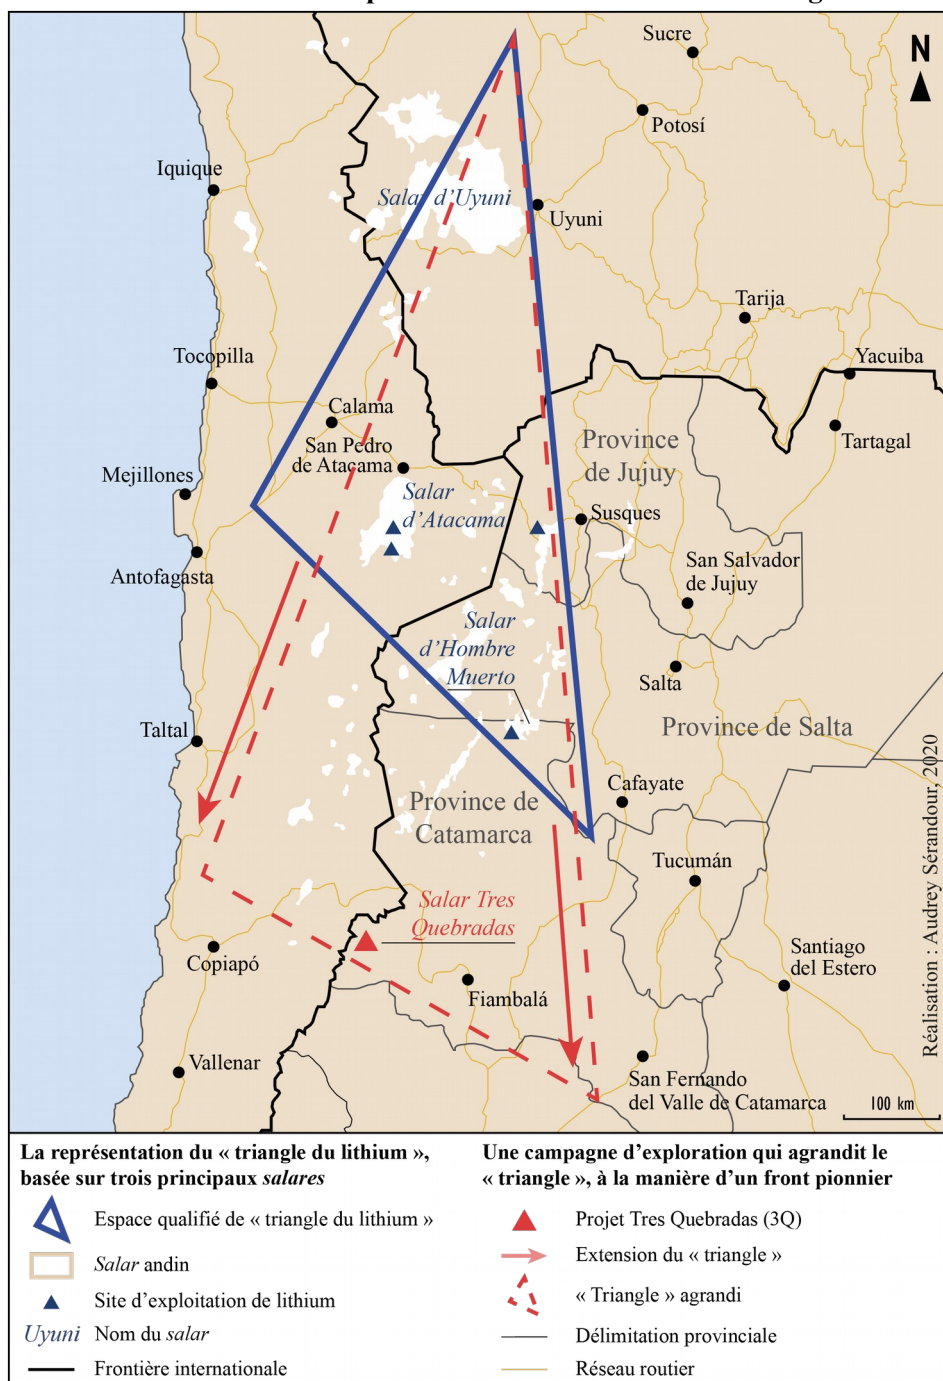 Sucre
N
Potosí
Iquique
Salar d’Uyuni
Uyuni
Tarija
Tocopilla
Yacuiba
Calama
San Pedro
de Atacama
Province
de Jujuy
Tartagal
Mejillones
Salar
d’Atacama
Susques
Antofagasta
San Salvador
de Jujuy
Salar
d’Hombre
Muerto
Salta
Taltal
Province de Salta
Cafayate
Province de
Catamarca
Tucumán
Salar Tres
Quebradas
Copiapó
Santiago
del Estero
Fiambalá
Vallenar
San Fernando
del Valle de Catamarca
100 km
Réalisation : Audrey Sérandour, 2020
La représentation du « triangle du lithium »,
basée sur trois principaux salares
Espace qualifié de « triangle du lithium »
Salar andin
Site d’exploitation de lithium
Uyuni Nom du salar
Frontière internationale
Une campagne d’exploration qui agrandit le
« triangle », à la manière d’un front pionnier
Projet Tres Quebradas (3Q)
Extension du « triangle »
« Triangle » agrandi
Délimitation provinciale
Réseau routier